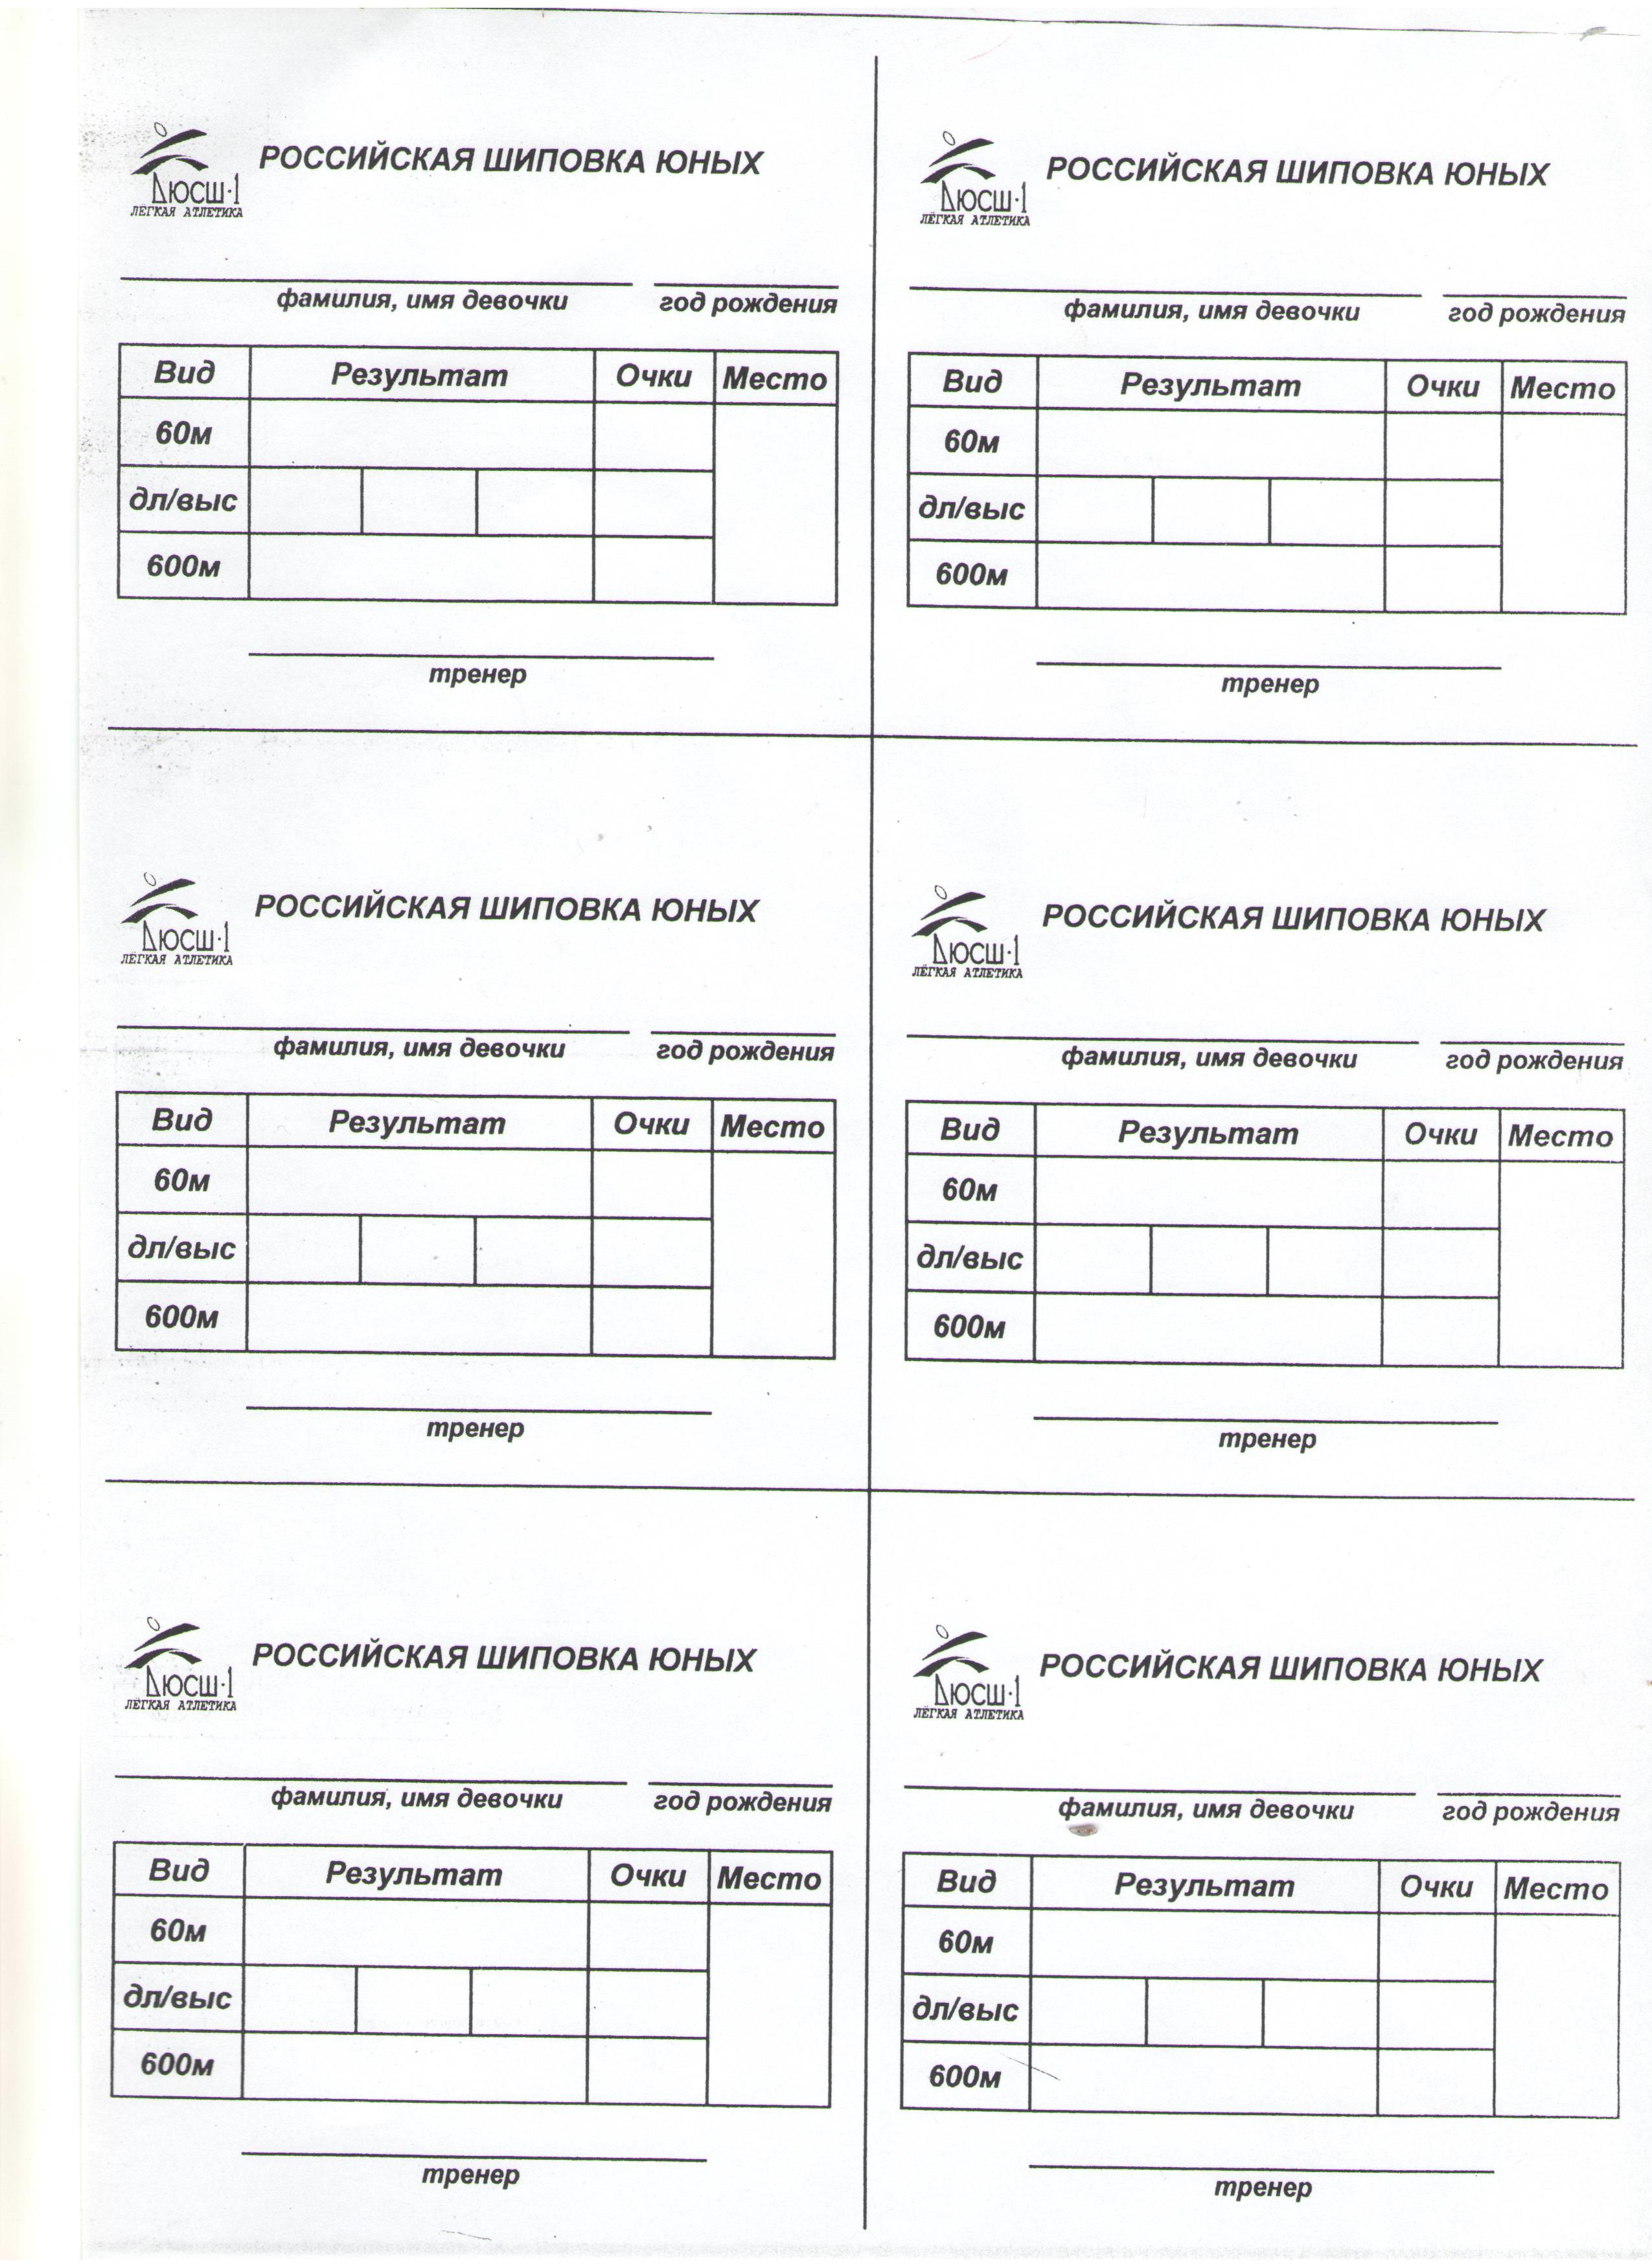 ДЮСШ-1
ЛЁГКАЯ АТЛЕТИКА
РОССИЙСКАЯ ШИПОВКА ЮНЫХ
фамилия, имя девочки год рождения
Вид Результат Очки Место
60м
дл/выс
600м
тренер
ДЮСШ-1
ЛЁГКАЯ АТЛЕТИКА
РОССИЙСКАЯ ШИПОВКА ЮНЫХ
фамилия, имя девочки год рождения
Вид Результат Очки Место
60м
дл/выс
600м
тренер
ДЮСШ-1
ЛЁГКАЯ АТЛЕТИКА
РОССИЙСКАЯ ШИПОВКА ЮНЫХ
фамилия, имя девочки год рождения
Вид Результат Очки Место
60м
дл/выс
600м
тренер
ДЮСШ-1
ЛЁГКАЯ АТЛЕТИКА
РОССИЙСКАЯ ШИПОВКА ЮНЫХ
фамилия, имя девочки год рождения
Вид Результат Очки Место
60м
дл/выс
600м
тренер
ДЮСШ-1
ЛЁГКАЯ АТЛЕТИКА
РОССИЙСКАЯ ШИПОВКА ЮНЫХ
фамилия, имя девочки год рождения
Вид Результат Очки Место
60м
дл/выс
600м
тренер
ДЮСШ-1
ЛЁГКАЯ АТЛЕТИКА
РОССИЙСКАЯ ШИПОВКА ЮНЫХ
фамилия, имя девочки год рождения
Вид Результат Очки Место
60м
дл/выс
600м
тренер